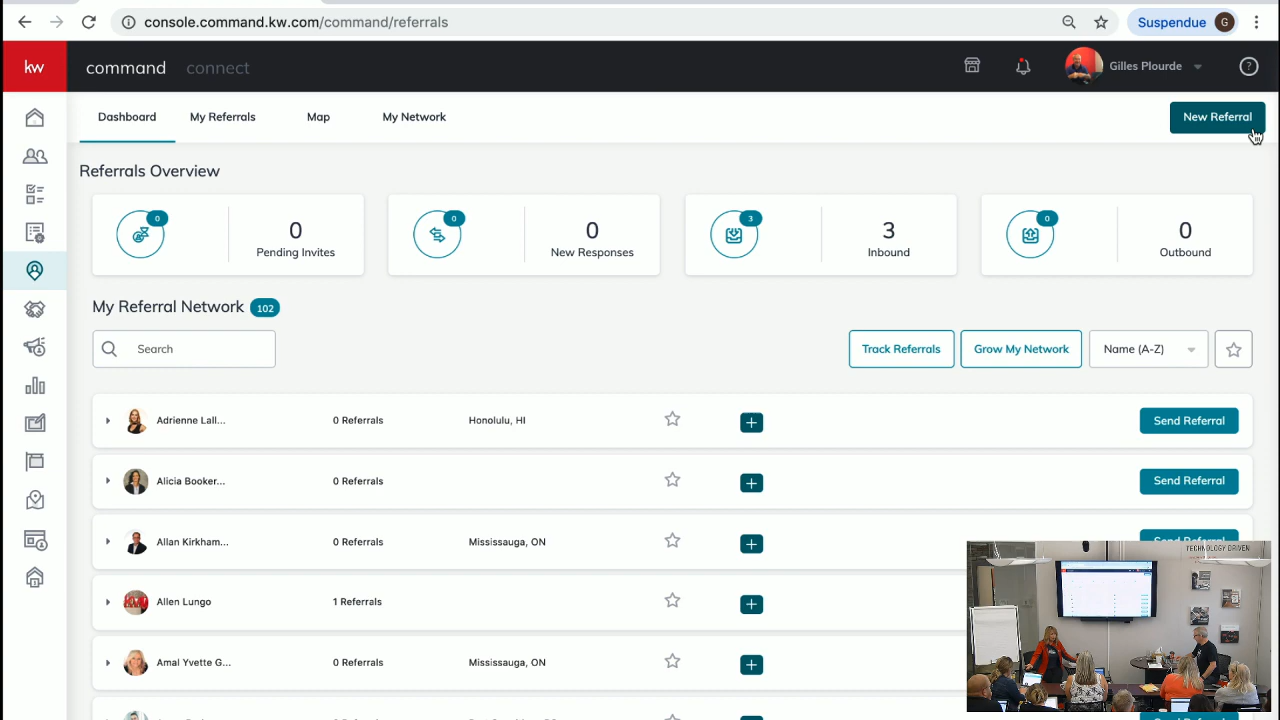 console.command.kw.com/command/referrals
Suspendue
G
kw
command
connect
Gilles Plourde
?
Dashboard
My Referrals
Map
My Network
New Referral
Referrals Overview
0
0
Pending Invites
0
0
New Responses
3
3
Inbound
0
0
Outbound
My Referral Network 102
Search
Track Referrals
Grow My Network
Name (A-Z)
Adrienne Lall...
0 Referrals
Honolulu, HI
Send Referral
Alicia Booker...
0 Referrals
Send Referral
Allan Kirkham...
0 Referrals
Mississauga, ON
Send Referral
TECHNOLOGY DRIVEN
Allen Lungo
1 Referrals
Amal Yvette G...
0 Referrals
Mississauga, ON